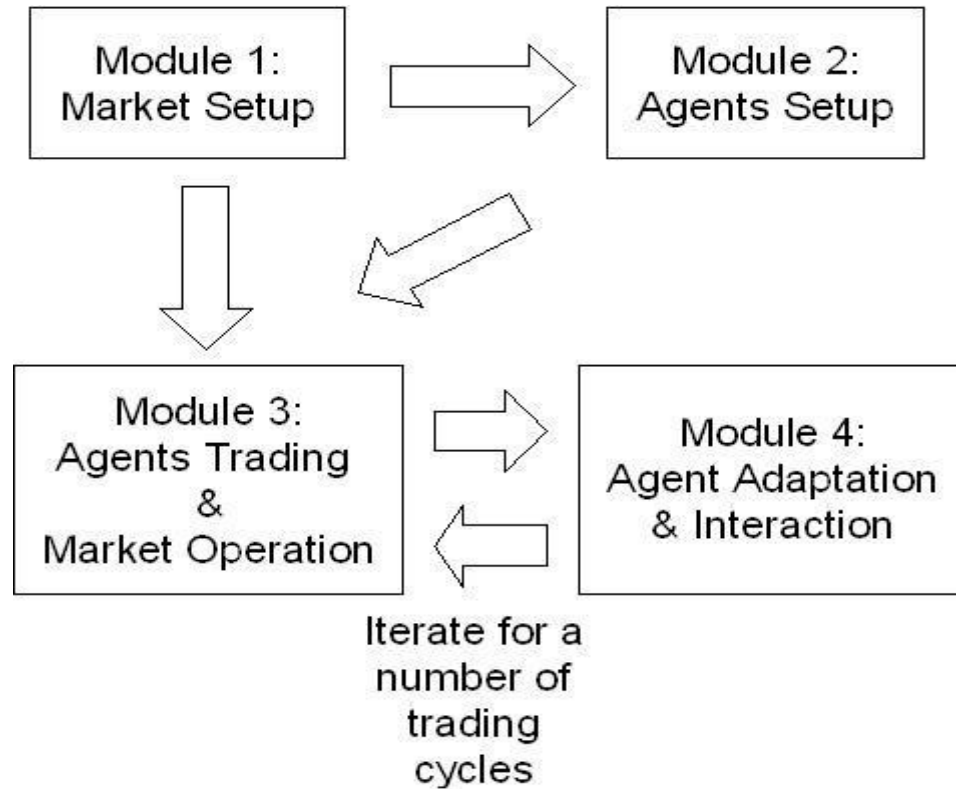 Module 1:
Market Setup
Module 2:
Agents Setup
Module 3:
Agents Trading
&
Market Operation
Module 4:
Agent Adaptation
& Interaction
Iterate for a
number of
trading
cycles